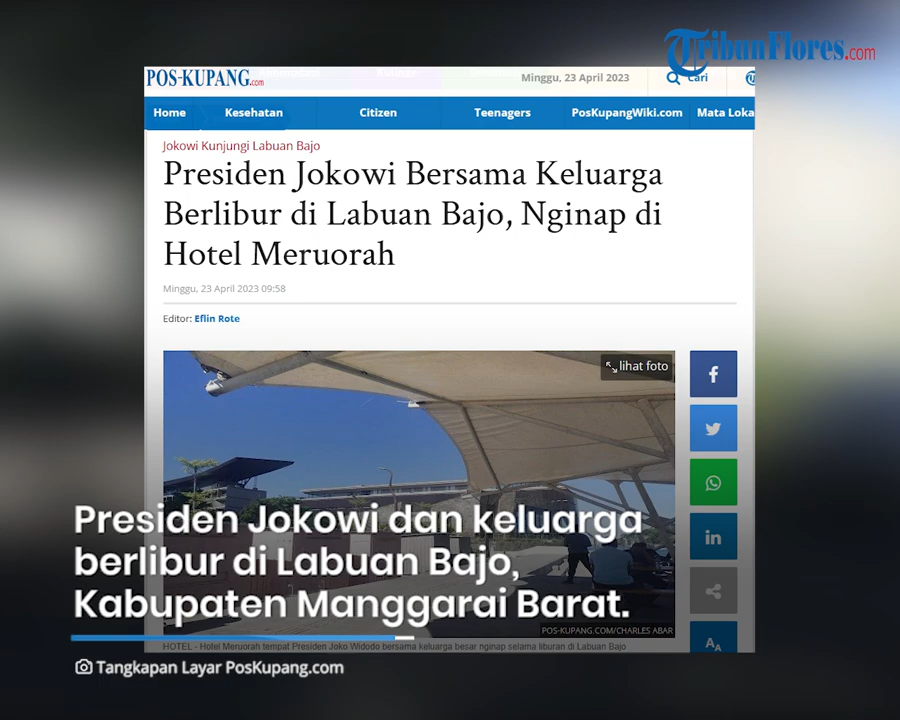 TribunFlores.com
POS-KUPANG.com
Minggu, 23 April 2023
Cari
Home Kesehatan Citizen Teenagers PosKupangWiki.com Mata Loka
Jokowi Kunjungi Labuan Bajo
Presiden Jokowi Bersama Keluarga
Berlibur di Labuan Bajo, Nginap di
Hotel Meruorah
Minggu, 23 April 2023 09:58
Editor: Eflin Rote
lihat foto
Presiden Jokowi dan keluarga
berlibur di Labuan Bajo,
Kabupaten Manggarai Barat.
POS-KUPANG.COM/CHARLES ABAR
HOTEL - Hotel Meruorah tempat Presiden Joko Widodo bersama keluarga besar nginap selama liburan di Labuan Bajo
AA
Tangkapan Layar PosKupang.com